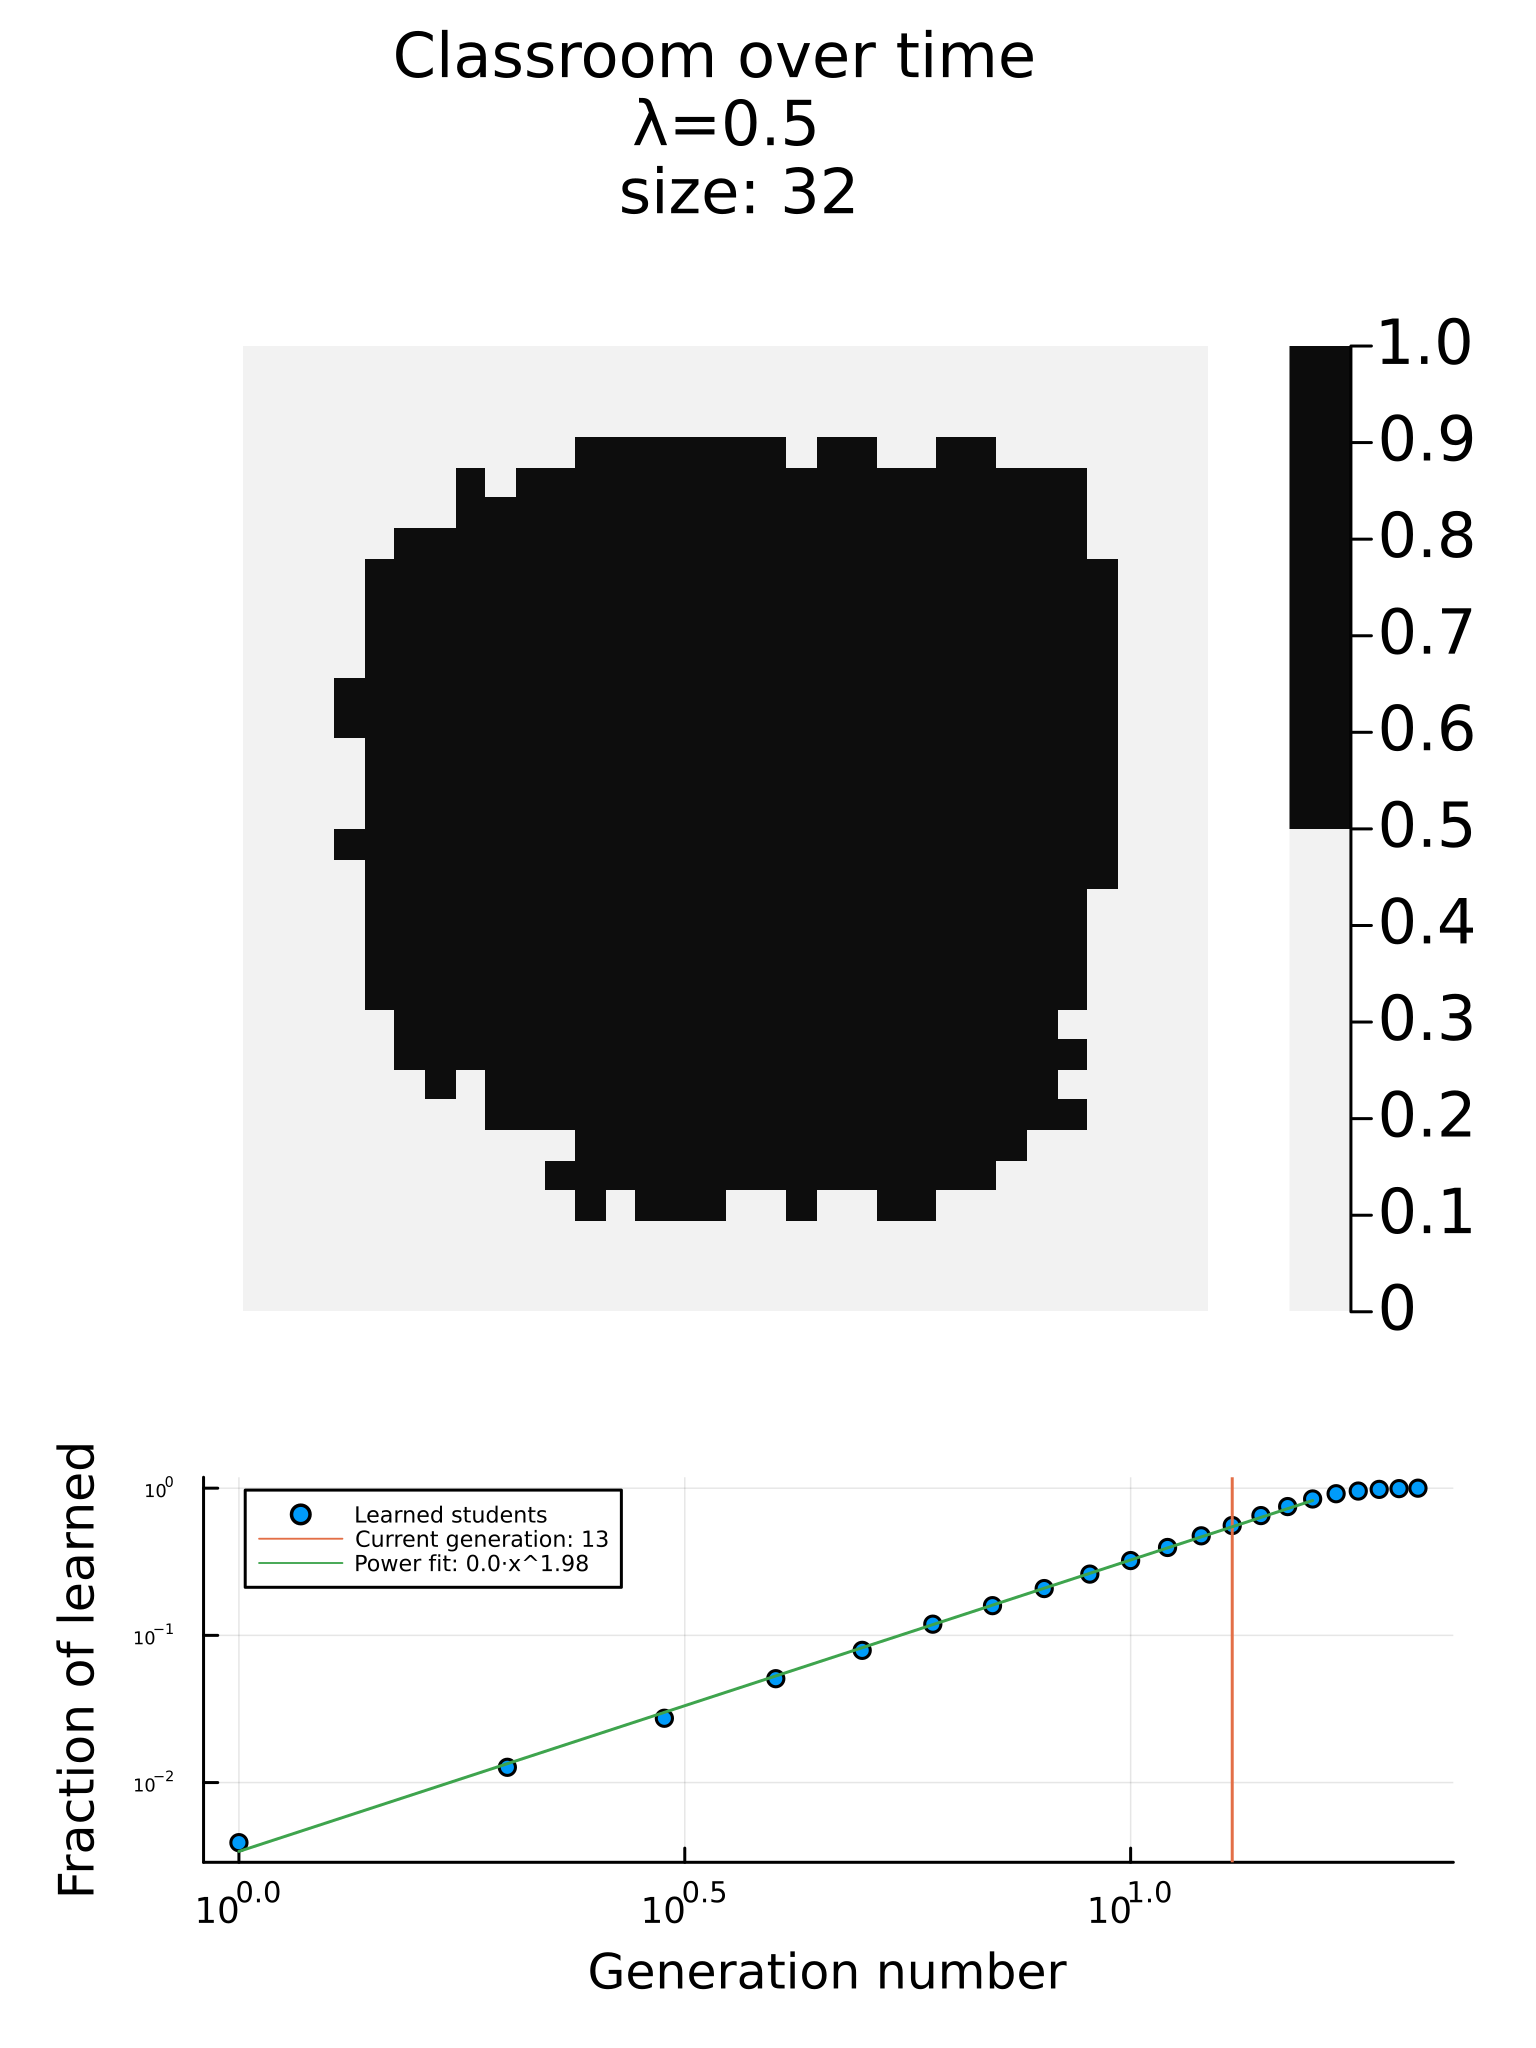 Classroom over time
λ=0.5
size: 32
1.0
0.9
0.8
0.7
0.6
0.5
0.4
0.3
0.2
0.1
0
Fraction of learned
10⁰
10⁻¹
10⁻²
Learned students
Current generation: 13
Power fit: 0.0·x^1.98
10^0.0
10^0.5
10^1.0
Generation number